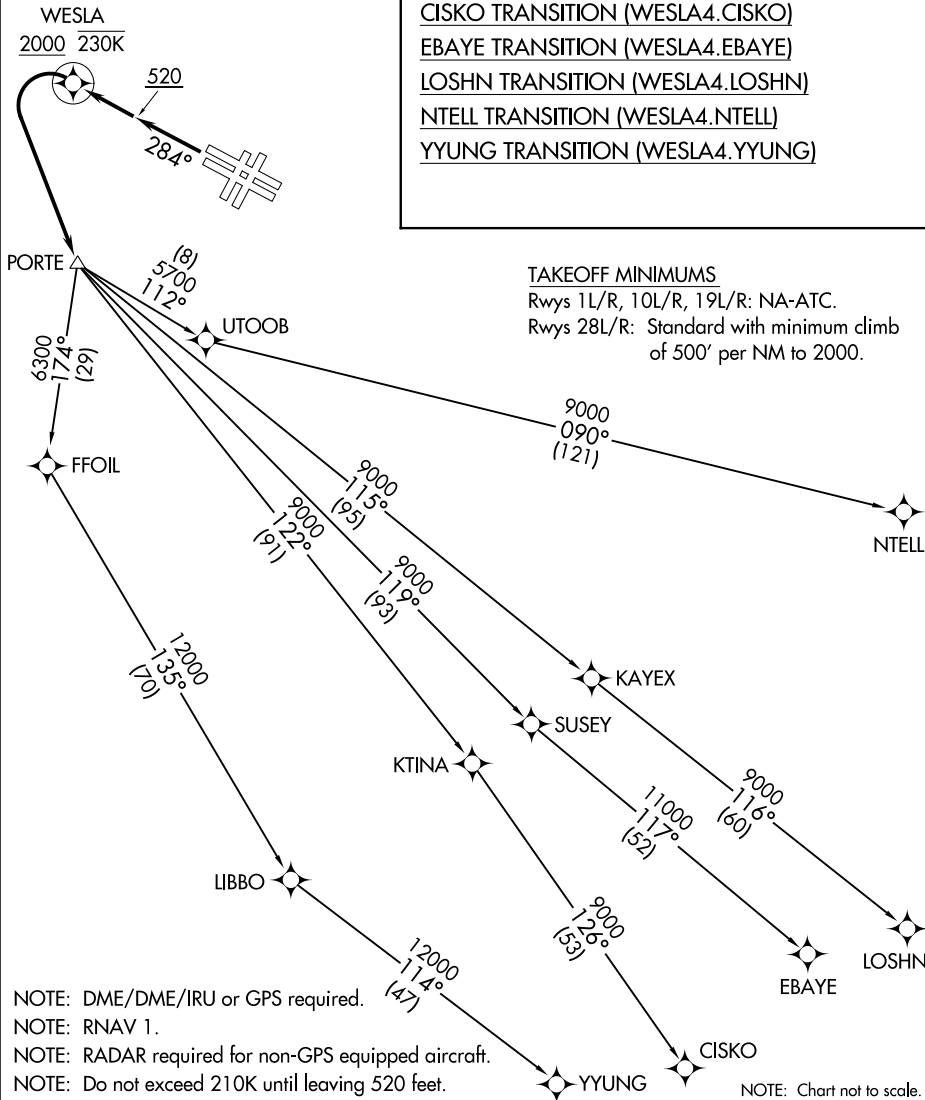 WESLA
2000 230K
520
284°
CISKO TRANSITION (WESLA4.CISKO)
EBAYE TRANSITION (WESLA4.EBAYE)
LOSHN TRANSITION (WESLA4.LOSHN)
NTELL TRANSITION (WESLA4.NTELL)
YYUNG TRANSITION (WESLA4.YYUNG)
TAKEOFF MINIMUMS
Rwys 1L/R, 10L/R, 19L/R: NA-ATC.
Rwys 28L/R: Standard with minimum climb
of 500' per NM to 2000.
PORTE
(8)
5700
112°
UTOOB
6300
174°
(29)
FFOIL
9000
090°
(121)
NTELL
9000
115°
(95)
9000
122°
(91)
9000
119°
(93)
12000
135°
(70)
KAYEX
SUSEY
KTINA
9000
116°
(60)
11000
117°
(52)
LIBBO
9000
126°
(53)
LOSHN
EBAYE
12000
114°
(47)
CISKO
YYUNG
NOTE: DME/DME/IRU or GPS required.
NOTE: RNAV 1.
NOTE: RADAR required for non-GPS equipped aircraft.
NOTE: Do not exceed 210K until leaving 520 feet.
NOTE: Chart not to scale.